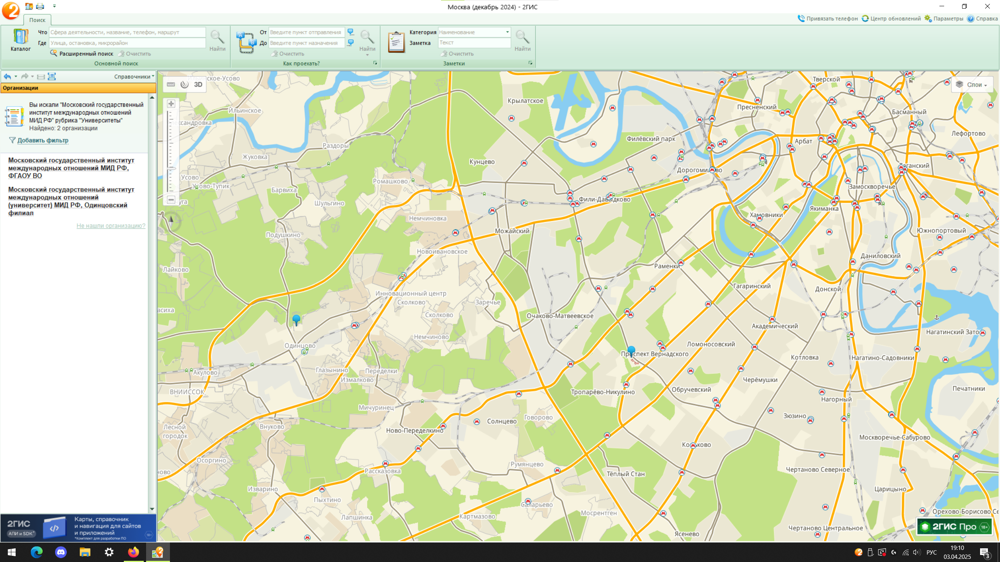 Москва (декабрь 2024) - 2ГИС
Поиск
Привязать телефон
Центр обновлений
Параметры
Справка
Каталог
Что
Сфера деятельности, название, телефон, маршрут
Где
Улица, остановка, микрорайон
Расширенный поиск
Очистить
Найти
Основной поиск
От
Введите пункт отправления
До
Введите пункт назначения
Очистить
Найти
Как проехать?
Категория
Наименование
Заметка
Текст
Очистить
Найти
Заметки
Справочники
Организации
Вы искали "Московский государственный
институт международных отношений
МИД РФ" рубрика "Университеты"
Найдено: 2 организации
Добавить фильтр
Московский государственный институт
международных отношений МИД РФ,
ФГАОУ ВО
Московский государственный институт
международных отношений
(университет) МИД РФ, Одинцовский
филиал
Не нашли организацию?
2ГИС
АПИ и SDK*
Карты, справочник
и навигация для сайтов
и приложений
*Комплект для разработки ПО
18+
3D
Слои
Ильинское-Усово
Тверской
Крылатское
Пресненский
Ильинское
Басманный
Лефортово
Филёвский парк
Арбат
Раздоры
Жуковка
Кунцево
Дорогомилово
Таганский
Усово
Усово-Тупик
Ромашково
Барвиха
Замоскворечье
Шульгино
Фили-Давыдково
Якиманка
Хамовники
Немчиновка
Можайский
Южнопортовый
Подушкино
Новоивановское
Даниловский
Лайково
Раменки
Гагаринский
Донской
Инновационный центр
Сколково
Заречье
асиха
Сколково
Очаково-Матвеевское
Академический
Нагатинский Зато
Немчиново
Одинцово
Ломоносовский
Проспект Вернадского
Котловка
Нагатино-Садовники
Глазынино
Переделки
Акулово
Измалково
Черёмушки
ВНИИССОК
Тропарёво-Никулино
Обручевский
Печатники
Нагорный
Мичуринец
Зюзино
Говорово
Солнцево
Лесной
городок
Внуково
Ново-Переделкино
Москворечье-Сабурово
Коньково
Осоргино
Румянцево
ново
Рассказовка
Тёплый Стан
Чертаново Северное
Изварино
Царицыно
Пыхтино
Саларьево
Мосрентген
Орехово-Борисово Се
Лапшинка
Картмазово
Чертаново Центральное
Ясенево
2ГИС Про
18+
РУС
19:10
03.04.2025
3